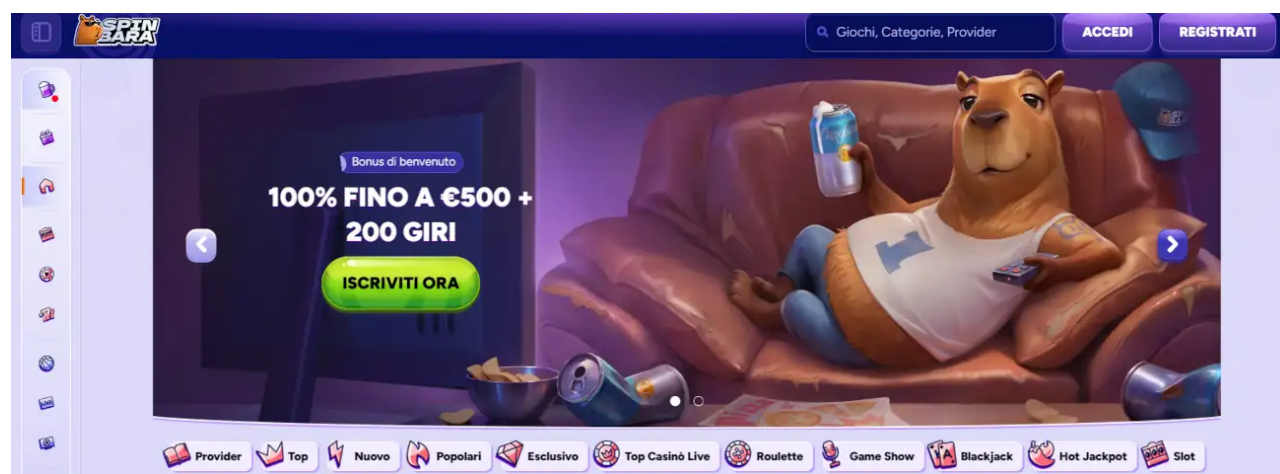 SPIN
BARA
Giochi, Categorie, Provider
ACCEDI
REGISTRATI
Bonus di benvenuto
100% FINO A €500 +
200 GIRI
ISCRIVITI ORA
Provider
Top
Nuovo
Popolari
Esclusivo
Top Casinò Live
Roulette
Game Show
Blackjack
Hot Jackpot
Slot